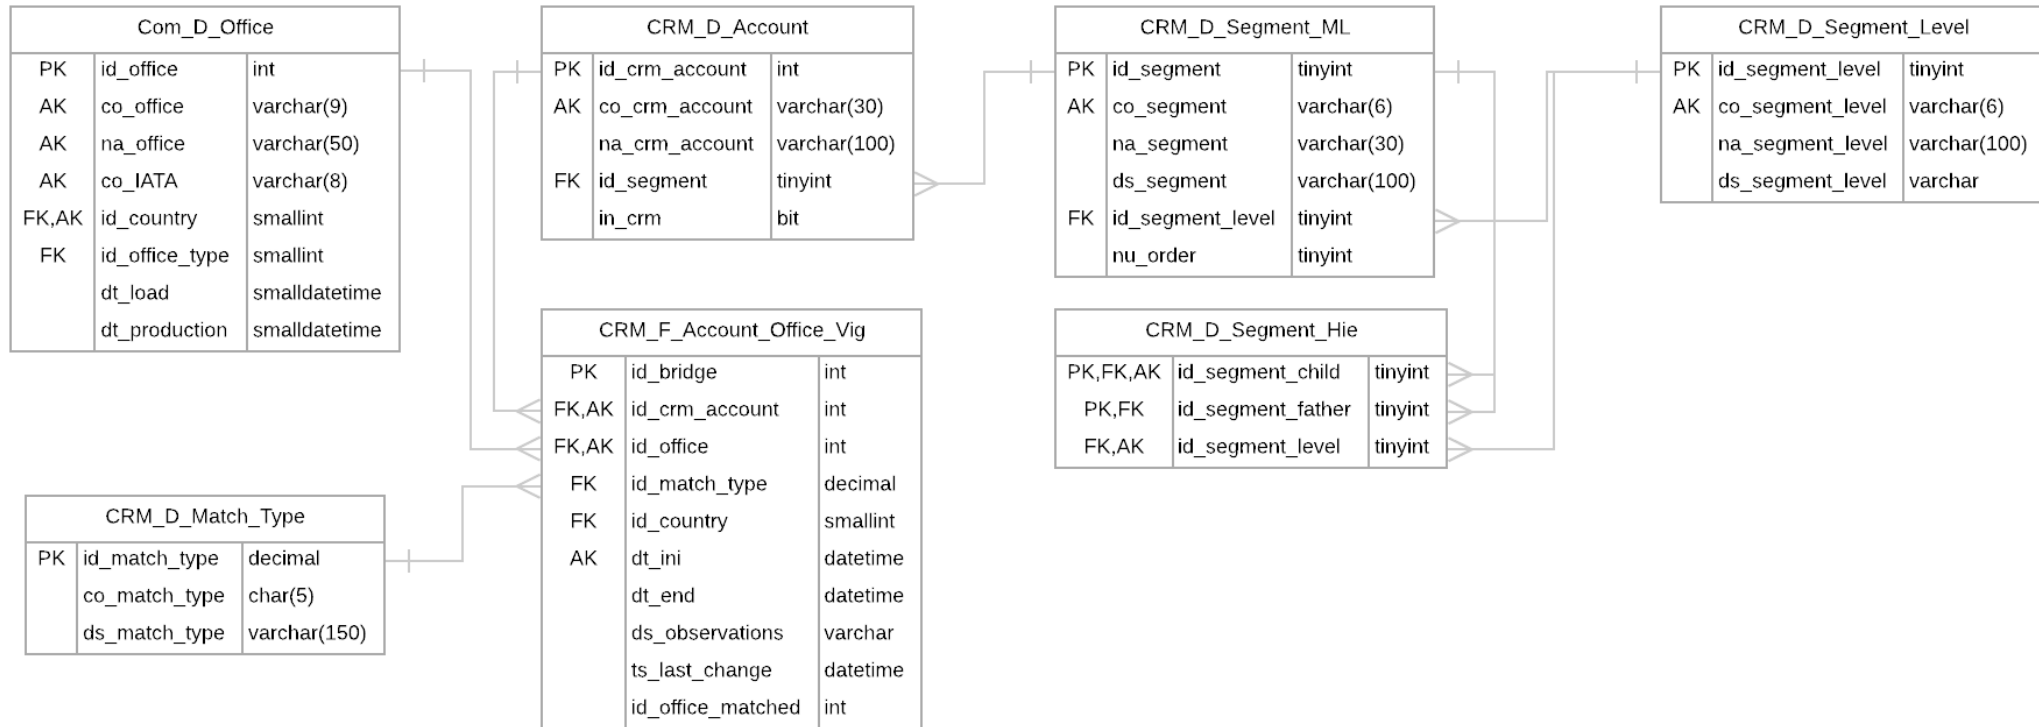 Com_D_Office
PK id_office int
AK co_office varchar(9)
AK na_office varchar(50)
AK co_IATA varchar(8)
FK,AK id_country smallint
FK id_office_type smallint
dt_load smalldatetime
dt_production smalldatetime
CRM_D_Account
PK id_crm_account int
AK co_crm_account varchar(30)
na_crm_account varchar(100)
FK id_segment tinyint
in_crm bit
CRM_D_Segment_ML
PK id_segment tinyint
AK co_segment varchar(6)
na_segment varchar(30)
ds_segment varchar(100)
FK id_segment_level tinyint
nu_order tinyint
CRM_D_Segment_Level
PK id_segment_level tinyint
AK co_segment_level varchar(6)
na_segment_level varchar(100)
ds_segment_level varchar
CRM_D_Match_Type
PK id_match_type decimal
co_match_type char(5)
ds_match_type varchar(150)
CRM_F_Account_Office_Vig
PK id_bridge int
FK,AK id_crm_account int
FK,AK id_office int
FK id_match_type decimal
FK id_country smallint
AK dt_ini datetime
dt_end datetime
ds_observations varchar
ts_last_change datetime
id_office_matched int
CRM_D_Segment_Hie
PK,FK,AK id_segment_child tinyint
PK,FK id_segment_father tinyint
FK,AK id_segment_level tinyint